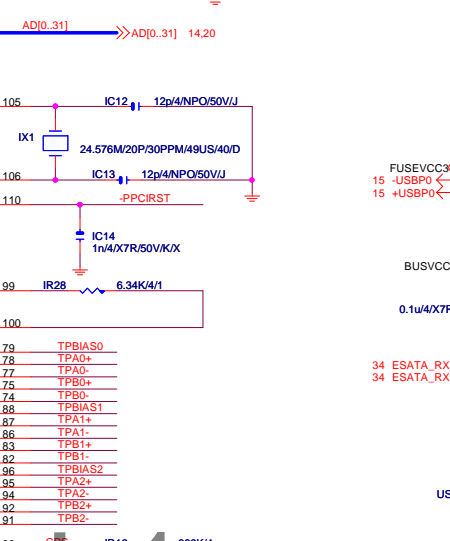 AD[0..31]
AD[0..31] 14,20
105
IC12 12p/4/NPO/50V/J
IX1
24.576M/20P/30PPM/49US/40/D
106
IC13 12p/4/NPO/50V/J
110
-PPCIRST
IC14
1n/4/X7R/50V/K/X
99
IR28 6.34K/4/1
100
79 TPBIAS0
78 TPA0+
77 TPA0-
75 TPB0+
74 TPB0-
88 TPBIAS1
87 TPA1+
86 TPA1-
83 TPB1+
82 TPB1-
96 TPBIAS2
95 TPA2+
94 TPA2-
92 TPB2+
91 TPB2-
FUSEVCC3
15 -USBP0
15 +USBP0
BUSVCC
0.1u/4/X7R
34 ESATA_RX
34 ESATA_RX
US